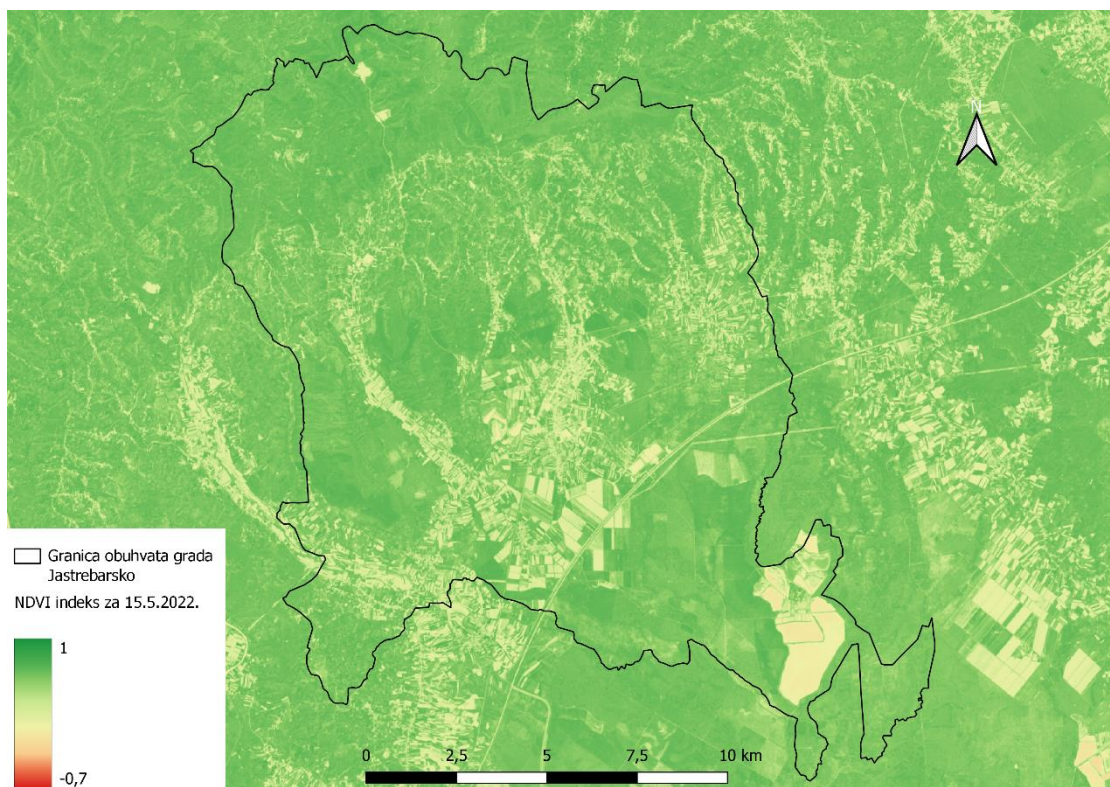 N
Granica obuhvata grada
Jastrebarsko
NDVI indeks za 15.5.2022.
1
-0,7
0 2,5 5 7,5 10 km